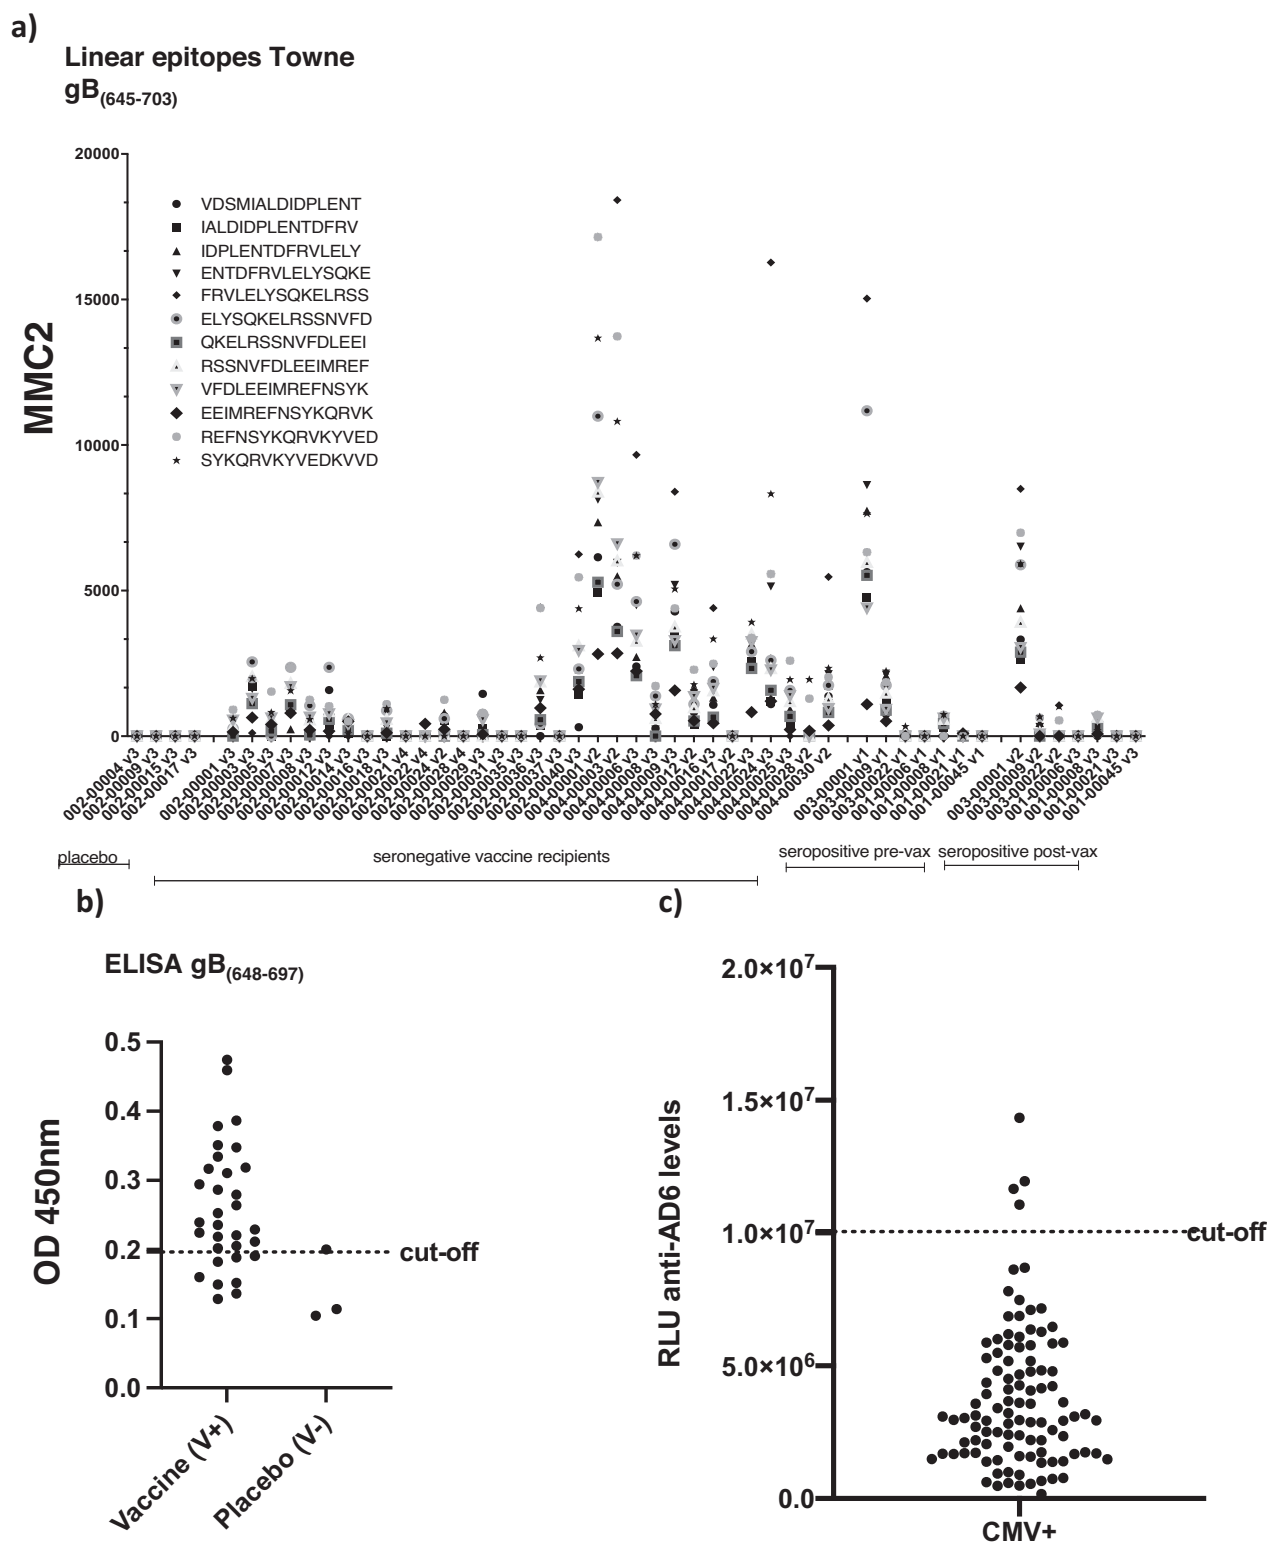 a)
Linear epitopes Towne
gB(645-703)
MMC2
20000
15000
10000
5000
0
VDSMIALDIDPLENT
IALDIDPLENTDFRV
IDPLENTDFRVLELY
ENTDFRVLELYSQKE
FRVLELYSQKELRSS
ELYSQKELRSSNVFD
QKELRSSNVFDLEEI
RSSNVFDLEEIMREF
VFDLEEIMREFNSYK
EEIMREFNSYKQRVK
REFNSYKQRVKYVED
SYKQRVKYVEDKVVD
002-00004 v3
002-00009 v3
002-00015 v3
002-00017 v3
002-00001 v3
002-00003 v3
002-00005 v3
002-00007 v3
002-00008 v3
002-00012 v3
002-00014 v3
002-00016 v3
002-00018 v3
002-00021 v4
002-00022 v4
002-00024 v2
002-00028 v4
002-00029 v3
002-00031 v3
002-00035 v3
002-00036 v3
002-00037 v3
002-00040 v3
004-00001 v2
004-00003 v2
004-00006 v3
004-00008 v3
004-00009 v3
004-00012 v2
004-00016 v3
004-00017 v2
004-00022 v3
004-00024 v3
004-00025 v3
004-00028 v2
004-00030 v2
003-00001 v1
003-00009 v1
003-00022 v1
001-00006 v1
001-00008 v1
001-00021 v1
001-00045 v1
003-00001 v2
003-00009 v2
003-00022 v2
001-00006 v3
001-00008 v3
001-00021 v3
001-00045 v3
placebo
seronegative vaccine recipients
seropositive pre-vax
seropositive post-vax
b)
ELISA gB(648-697)
OD 450nm
0.5
0.4
0.3
0.2
0.1
0.0
cut-off
Vaccine (V+)
Placebo (V-)
c)
RLU anti-AD6 levels
2.0×10⁷
1.5×10⁷
1.0×10⁷
5.0×10⁶
0.0
cut-off
CMV+